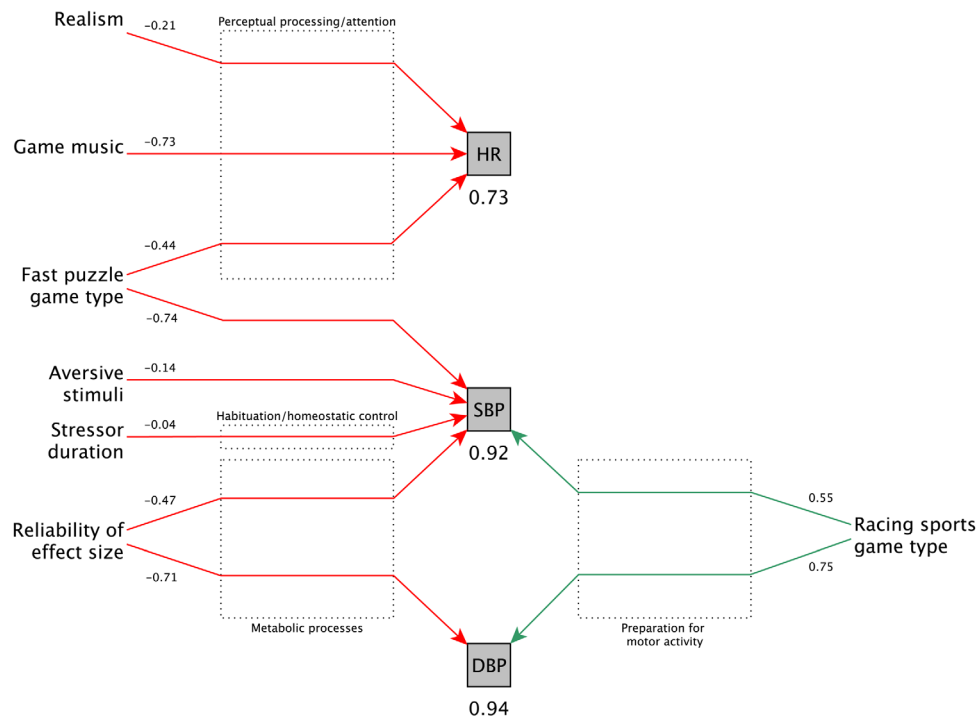 Realism
−0.21
Perceptual processing/attention
Game music
−0.73
HR
0.73
−0.44
Fast puzzle
game type
−0.74
Aversive
stimuli
−0.14
SBP
0.92
Stressor
duration
−0.04
Habituation/homeostatic control
−0.47
Reliability of
effect size
−0.71
Metabolic processes
0.55
Racing sports
game type
0.75
Preparation for
motor activity
DBP
0.94